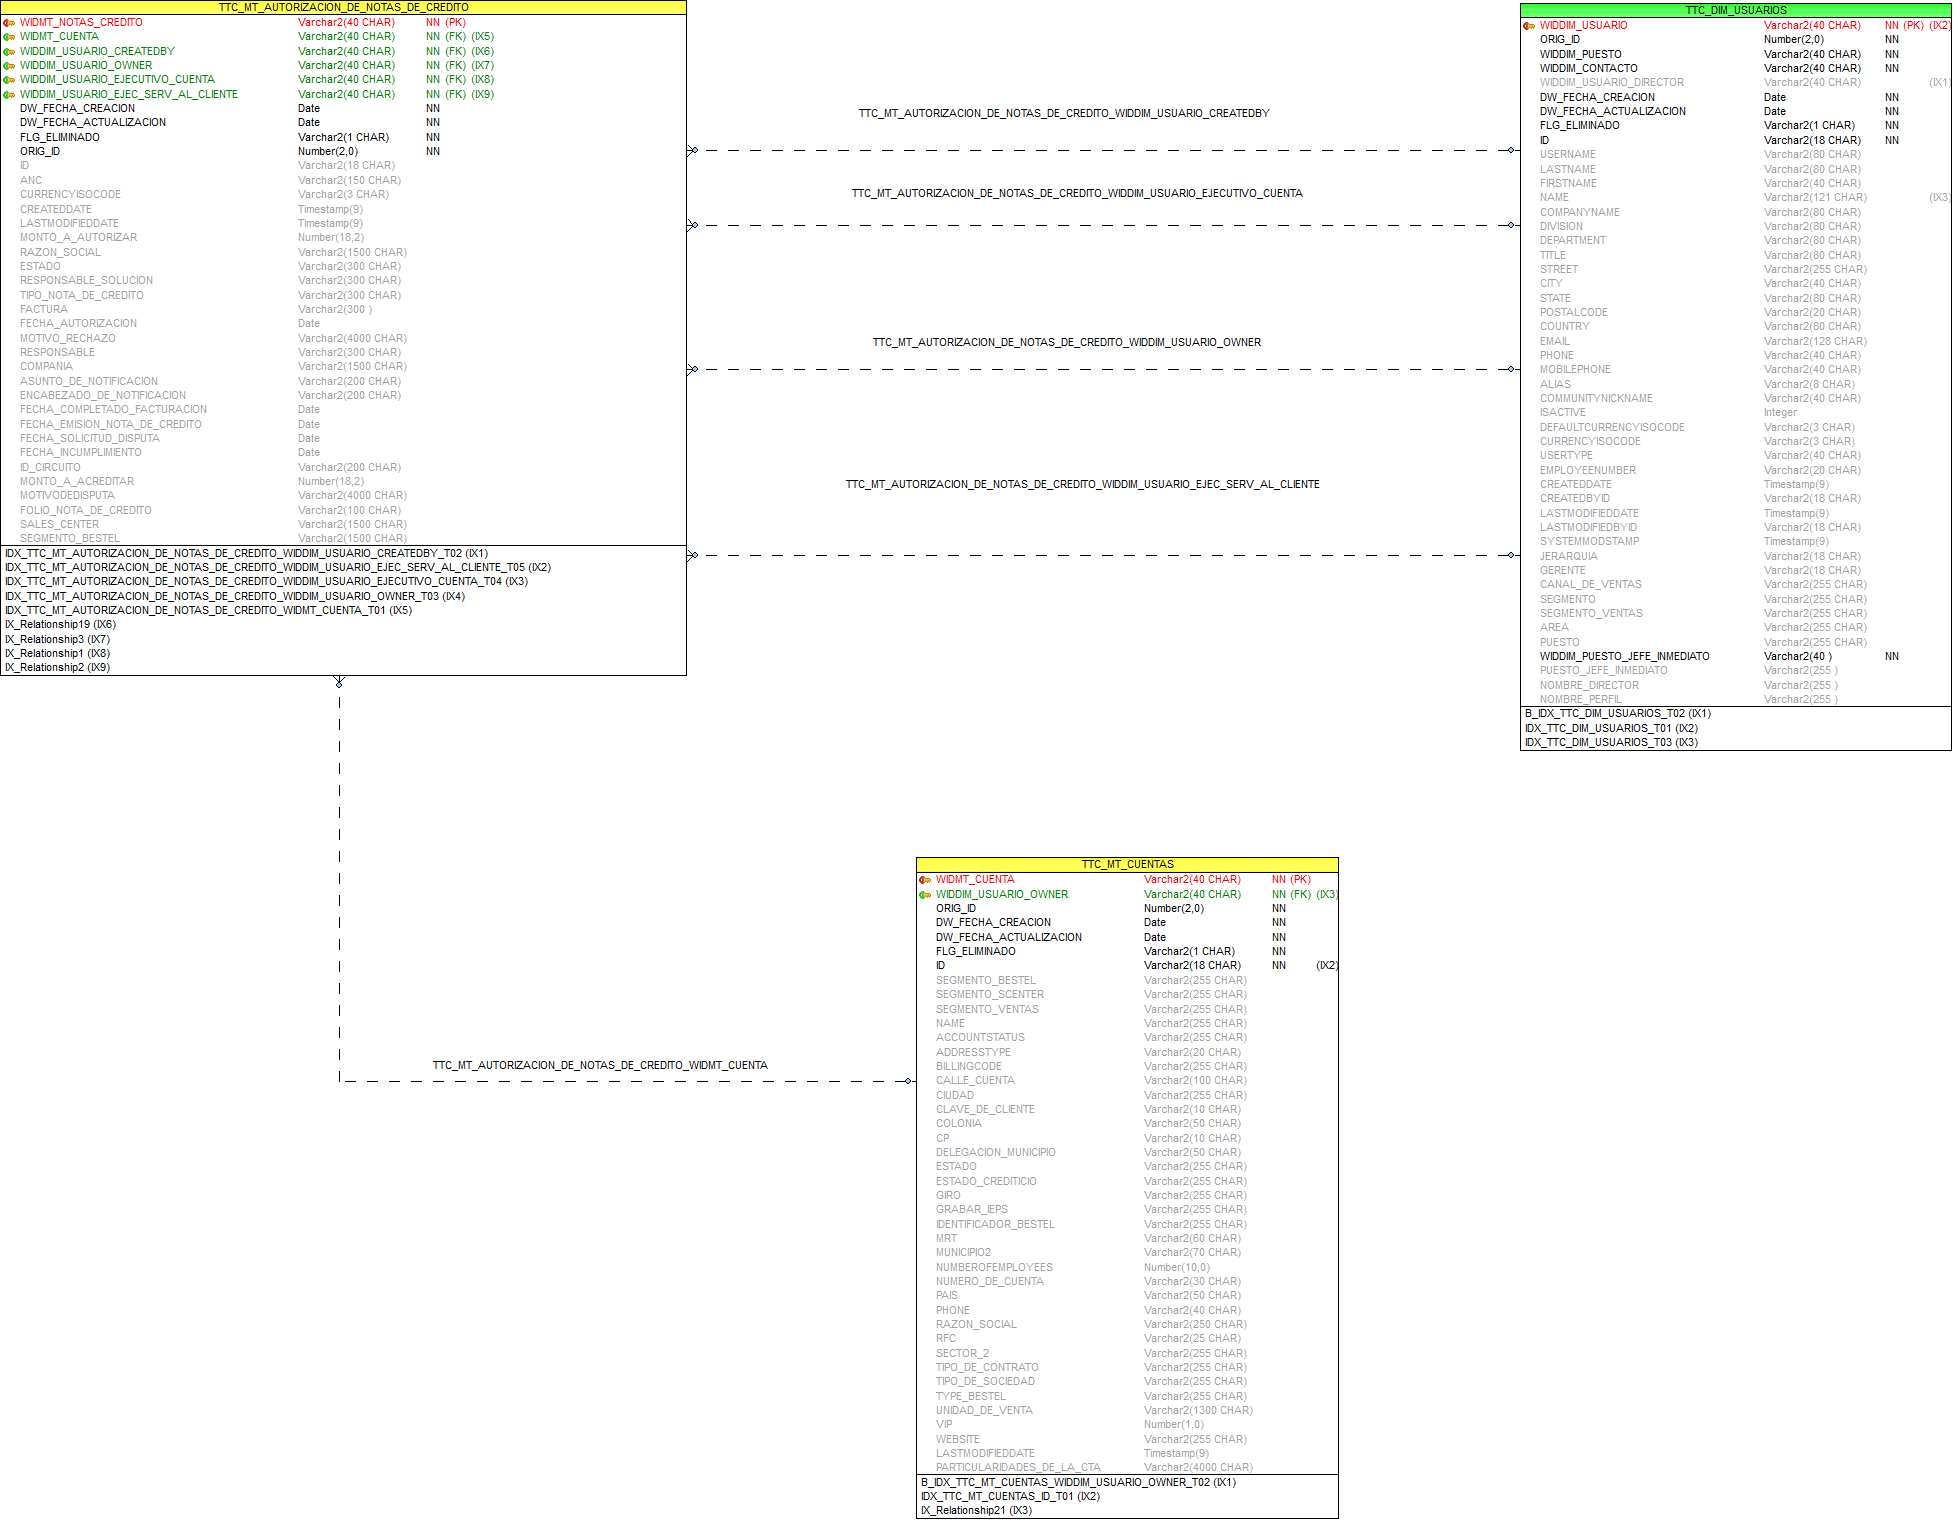 TTC_MT_AUTORIZACION_DE_NOTAS_DE_CREDITO
WIDMT_NOTAS_CREDITO Varchar2(40 CHAR) NN (PK)
WIDMT_CUENTA Varchar2(40 CHAR) NN (FK) (IX5)
WIDDIM_USUARIO_CREATEDBY Varchar2(40 CHAR) NN (FK) (IX6)
WIDDIM_USUARIO_OWNER Varchar2(40 CHAR) NN (FK) (IX7)
WIDDIM_USUARIO_EJECUTIVO_CUENTA Varchar2(40 CHAR) NN (FK) (IX8)
WIDDIM_USUARIO_EJEC_SERV_AL_CLIENTE Varchar2(40 CHAR) NN (FK) (IX9)
DW_FECHA_CREACION Date NN
DW_FECHA_ACTUALIZACION Date NN
FLG_ELIMINADO Varchar2(1 CHAR) NN
ORIG_ID Number(2,0) NN
ID Varchar2(18 CHAR)
ANC Varchar2(150 CHAR)
CURRENCYISOCODE Varchar2(3 CHAR)
CREATEDDATE Timestamp(9)
LASTMODIFIEDDATE Timestamp(9)
MONTO_A_AUTORIZAR Number(18,2)
RAZON_SOCIAL Varchar2(1500 CHAR)
ESTADO Varchar2(300 CHAR)
RESPONSABLE_SOLUCION Varchar2(300 CHAR)
TIPO_NOTA_DE_CREDITO Varchar2(300 CHAR)
FACTURA Varchar2(300 )
FECHA_AUTORIZACION Date
MOTIVO_RECHAZO Varchar2(4000 CHAR)
RESPONSABLE Varchar2(300 CHAR)
COMPANIA Varchar2(1500 CHAR)
ASUNTO_DE_NOTIFICACION Varchar2(200 CHAR)
ENCABEZADO_DE_NOTIFICACION Varchar2(200 CHAR)
FECHA_COMPLETADO_FACTURACION Date
FECHA_EMISION_NOTA_DE_CREDITO Date
FECHA_SOLICITUD_DISPUTA Date
FECHA_INCUMPLIMIENTO Date
ID_CIRCUITO Varchar2(200 CHAR)
MONTO_A_ACREDITAR Number(18,2)
MOTIVODEDISPUTA Varchar2(4000 CHAR)
FOLIO_NOTA_DE_CREDITO Varchar2(100 CHAR)
SALES_CENTER Varchar2(1500 CHAR)
SEGMENTO_BESTEL Varchar2(1500 CHAR)
IDX_TTC_MT_AUTORIZACION_DE_NOTAS_DE_CREDITO_WIDDIM_USUARIO_CREATEDBY_T02 (IX1)
IDX_TTC_MT_AUTORIZACION_DE_NOTAS_DE_CREDITO_WIDDIM_USUARIO_EJEC_SERV_AL_CLIENTE_T05 (IX2)
IDX_TTC_MT_AUTORIZACION_DE_NOTAS_DE_CREDITO_WIDDIM_USUARIO_EJECUTIVO_CUENTA_T04 (IX3)
IDX_TTC_MT_AUTORIZACION_DE_NOTAS_DE_CREDITO_WIDDIM_USUARIO_OWNER_T03 (IX4)
IDX_TTC_MT_AUTORIZACION_DE_NOTAS_DE_CREDITO_WIDMT_CUENTA_T01 (IX5)
IX_Relationship19 (IX6)
IX_Relationship3 (IX7)
IX_Relationship1 (IX8)
IX_Relationship2 (IX9)
TTC_MT_AUTORIZACION_DE_NOTAS_DE_CREDITO_WIDDIM_USUARIO_CREATEDBY
TTC_MT_AUTORIZACION_DE_NOTAS_DE_CREDITO_WIDDIM_USUARIO_EJECUTIVO_CUENTA
TTC_MT_AUTORIZACION_DE_NOTAS_DE_CREDITO_WIDDIM_USUARIO_OWNER
TTC_MT_AUTORIZACION_DE_NOTAS_DE_CREDITO_WIDDIM_USUARIO_EJEC_SERV_AL_CLIENTE
TTC_DIM_USUARIOS
WIDDIM_USUARIO Varchar2(40 CHAR) NN (PK) (IX2)
ORIG_ID Number(2,0) NN
WIDDIM_PUESTO Varchar2(40 CHAR) NN
WIDDIM_CONTACTO Varchar2(40 CHAR) NN
WIDDIM_USUARIO_DIRECTOR Varchar2(40 CHAR) (IX1)
DW_FECHA_CREACION Date NN
DW_FECHA_ACTUALIZACION Date NN
FLG_ELIMINADO Varchar2(1 CHAR) NN
ID Varchar2(18 CHAR) NN
USERNAME Varchar2(80 CHAR)
LASTNAME Varchar2(80 CHAR)
FIRSTNAME Varchar2(40 CHAR)
NAME Varchar2(121 CHAR) (IX3)
COMPANYNAME Varchar2(80 CHAR)
DIVISION Varchar2(80 CHAR)
DEPARTMENT Varchar2(80 CHAR)
TITLE Varchar2(80 CHAR)
STREET Varchar2(255 CHAR)
CITY Varchar2(40 CHAR)
STATE Varchar2(80 CHAR)
POSTALCODE Varchar2(20 CHAR)
COUNTRY Varchar2(80 CHAR)
EMAIL Varchar2(128 CHAR)
PHONE Varchar2(40 CHAR)
MOBILEPHONE Varchar2(40 CHAR)
ALIAS Varchar2(8 CHAR)
COMMUNITYNICKNAME Varchar2(40 CHAR)
ISACTIVE Integer
DEFAULTCURRENCYISOCODE Varchar2(3 CHAR)
CURRENCYISOCODE Varchar2(3 CHAR)
USERTYPE Varchar2(40 CHAR)
EMPLOYEENUMBER Varchar2(20 CHAR)
CREATEDDATE Timestamp(9)
CREATEDBYID Varchar2(18 CHAR)
LASTMODIFIEDDATE Timestamp(9)
LASTMODIFIEDBYID Varchar2(18 CHAR)
SYSTEMMODSTAMP Timestamp(9)
JERARQUIA Varchar2(18 CHAR)
GERENTE Varchar2(18 CHAR)
CANAL_DE_VENTAS Varchar2(255 CHAR)
SEGMENTO Varchar2(255 CHAR)
SEGMENTO_VENTAS Varchar2(255 CHAR)
AREA Varchar2(255 CHAR)
PUESTO Varchar2(255 CHAR)
WIDDIM_PUESTO_JEFE_INMEDIATO Varchar2(40 ) NN
PUESTO_JEFE_INMEDIATO Varchar2(255 )
NOMBRE_DIRECTOR Varchar2(255 )
NOMBRE_PERFIL Varchar2(255 )
B_IDX_TTC_DIM_USUARIOS_T02 (IX1)
IDX_TTC_DIM_USUARIOS_T01 (IX2)
IDX_TTC_DIM_USUARIOS_T03 (IX3)
TTC_MT_AUTORIZACION_DE_NOTAS_DE_CREDITO_WIDMT_CUENTA
TTC_MT_CUENTAS
WIDMT_CUENTA Varchar2(40 CHAR) NN (PK)
WIDDIM_USUARIO_OWNER Varchar2(40 CHAR) NN (FK) (IX3)
ORIG_ID Number(2,0) NN
DW_FECHA_CREACION Date NN
DW_FECHA_ACTUALIZACION Date NN
FLG_ELIMINADO Varchar2(1 CHAR) NN
ID Varchar2(18 CHAR) NN (IX2)
SEGMENTO_BESTEL Varchar2(255 CHAR)
SEGMENTO_SCENTER Varchar2(255 CHAR)
SEGMENTO_VENTAS Varchar2(255 CHAR)
NAME Varchar2(255 CHAR)
ACCOUNTSTATUS Varchar2(255 CHAR)
ADDRESSTYPE Varchar2(20 CHAR)
BILLINGCODE Varchar2(255 CHAR)
CALLE_CUENTA Varchar2(100 CHAR)
CIUDAD Varchar2(255 CHAR)
CLAVE_DE_CLIENTE Varchar2(10 CHAR)
COLONIA Varchar2(50 CHAR)
CP Varchar2(10 CHAR)
DELEGACION_MUNICIPIO Varchar2(50 CHAR)
ESTADO Varchar2(255 CHAR)
ESTADO_CREDITICIO Varchar2(255 CHAR)
GIRO Varchar2(255 CHAR)
GRABAR_IEPS Varchar2(255 CHAR)
IDENTIFICADOR_BESTEL Varchar2(255 CHAR)
MRT Varchar2(60 CHAR)
MUNICIPIO2 Varchar2(70 CHAR)
NUMBEROFEMPLOYEES Number(10,0)
NUMERO_DE_CUENTA Varchar2(30 CHAR)
PAIS Varchar2(50 CHAR)
PHONE Varchar2(40 CHAR)
RAZON_SOCIAL Varchar2(250 CHAR)
RFC Varchar2(25 CHAR)
SECTOR_2 Varchar2(255 CHAR)
TIPO_DE_CONTRATO Varchar2(255 CHAR)
TIPO_DE_SOCIEDAD Varchar2(255 CHAR)
TYPE_BESTEL Varchar2(255 CHAR)
UNIDAD_DE_VENTA Varchar2(1300 CHAR)
VIP Number(1,0)
WEBSITE Varchar2(255 CHAR)
LASTMODIFIEDDATE Timestamp(9)
PARTICULARIDADES_DE_LA_CTA Varchar2(4000 CHAR)
B_IDX_TTC_MT_CUENTAS_WIDDIM_USUARIO_OWNER_T02 (IX1)
IDX_TTC_MT_CUENTAS_ID_T01 (IX2)
IX_Relationship21 (IX3)